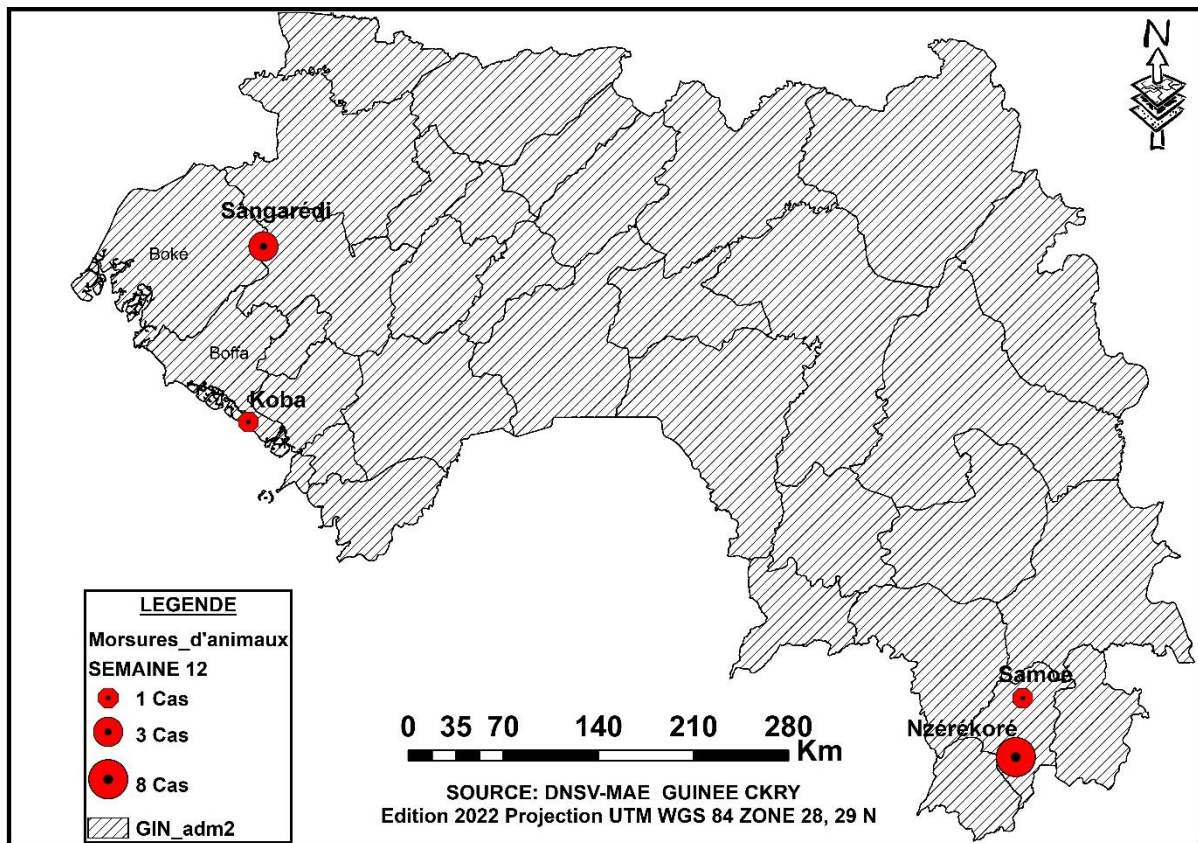 N
Sangarédi
Boké
Boffa
Koba
Samoe
Nzérékoré
LEGENDE
Morsures_d'animaux
SEMAINE 12
1 Cas
3 Cas
8 Cas
GIN_adm2
0 35 70 140 210 280
Km
SOURCE: DNSV-MAE GUINEE CKRY
Edition 2022 Projection UTM WGS 84 ZONE 28, 29 N